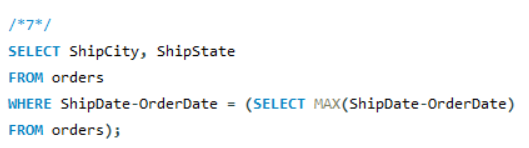 /*7*/
SELECT ShipCity, ShipState
FROM orders
WHERE ShipDate-OrderDate = (SELECT MAX(ShipDate-OrderDate)
FROM orders);